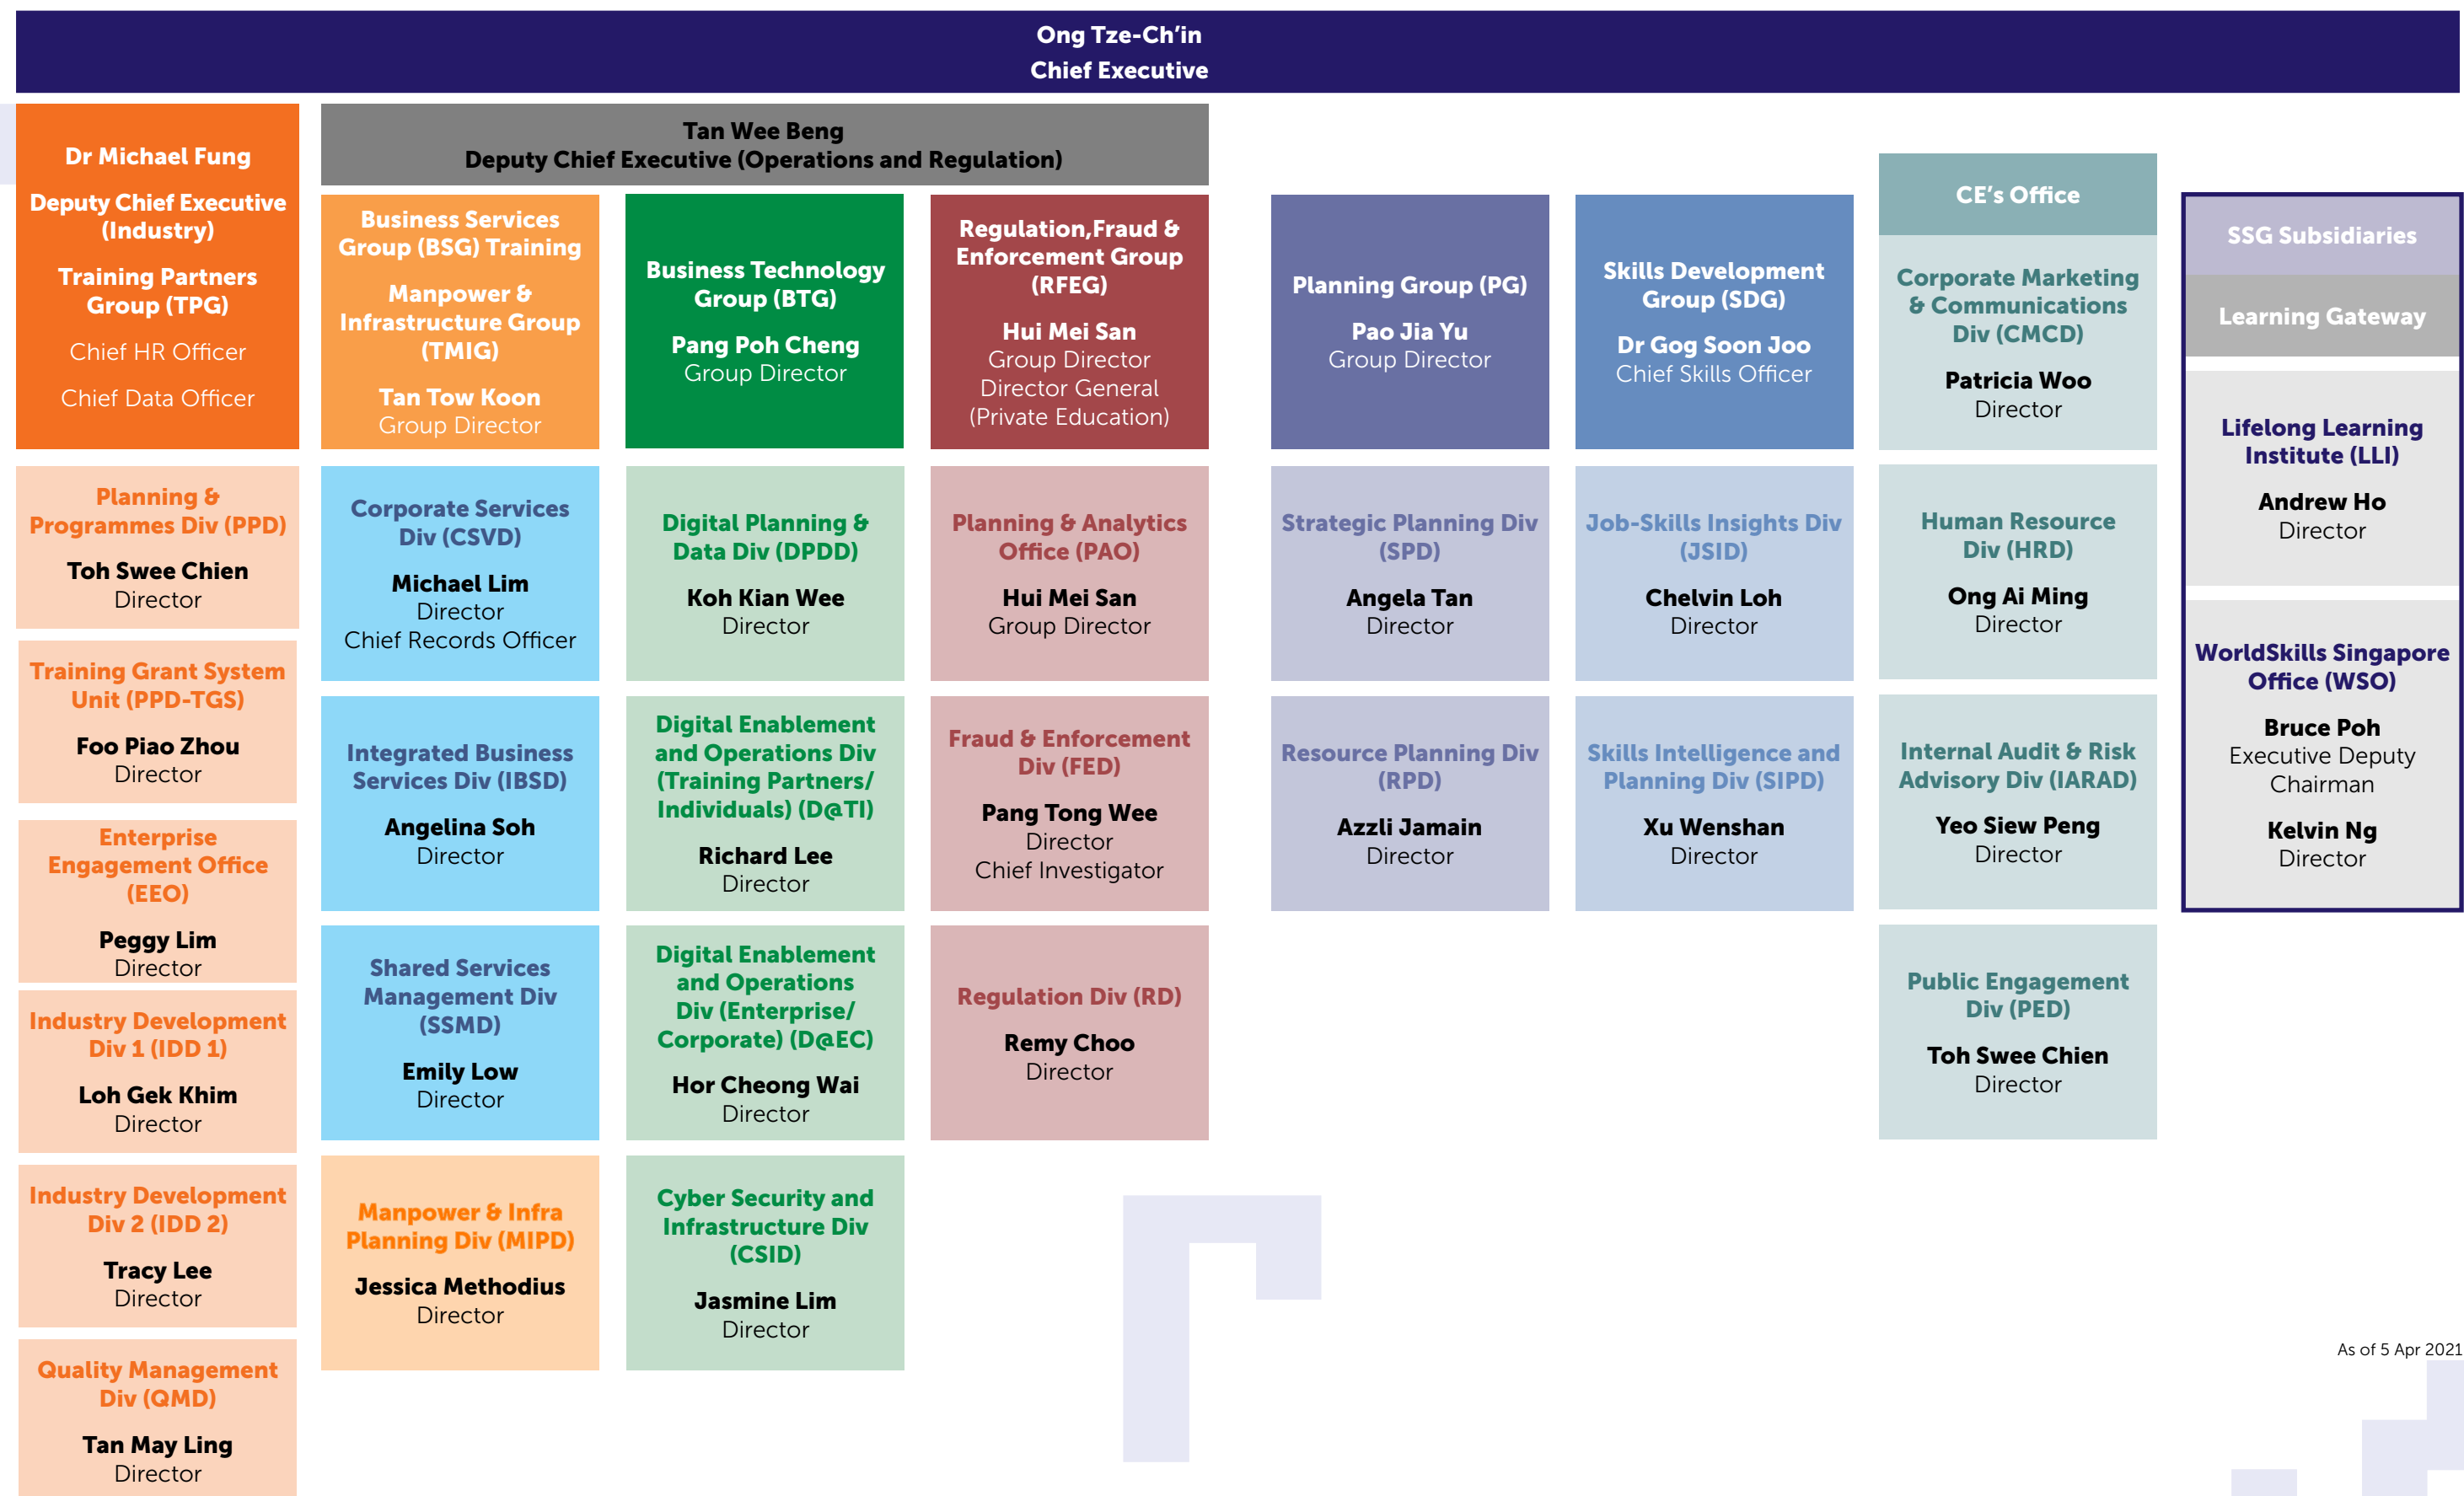 Ong Tze-Ch’in
Chief Executive
Dr Michael Fung
Deputy Chief Executive
(Industry)
Training Partners
Group (TPG)
Chief HR Officer
Chief Data Officer
Planning &
Programmes Div (PPD)
Toh Swee Chien
Director
Training Grant System
Unit (PPD-TGS)
Foo Piao Zhou
Director
Enterprise
Engagement Office
(EEO)
Peggy Lim
Director
Industry Development
Div 1 (IDD 1)
Loh Gek Khim
Director
Industry Development
Div 2 (IDD 2)
Tracy Lee
Director
Quality Management
Div (QMD)
Tan May Ling
Director
Tan Wee Beng
Deputy Chief Executive (Operations and Regulation)
Business Services
Group (BSG) Training
Manpower &
Infrastructure Group
(TMIG)
Tan Tow Koon
Group Director
Corporate Services
Div (CSVD)
Michael Lim
Director
Chief Records Officer
Integrated Business
Services Div (IBSD)
Angelina Soh
Director
Shared Services
Management Div
(SSMD)
Emily Low
Director
Manpower & Infra
Planning Div (MIPD)
Jessica Methodius
Director
Business Technology
Group (BTG)
Pang Poh Cheng
Group Director
Digital Planning &
Data Div (DPDD)
Koh Kian Wee
Director
Digital Enablement
and Operations Div
(Training Partners/
Individuals) (D@TI)
Richard Lee
Director
Digital Enablement
and Operations
Div (Enterprise/
Corporate) (D@EC)
Hor Cheong Wai
Director
Cyber Security and
Infrastructure Div
(CSID)
Jasmine Lim
Director
Regulation,Fraud &
Enforcement Group
(RFEG)
Hui Mei San
Group Director
Director General
(Private Education)
Planning & Analytics
Office (PAO)
Hui Mei San
Group Director
Fraud & Enforcement
Div (FED)
Pang Tong Wee
Director
Chief Investigator
Regulation Div (RD)
Remy Choo
Director
Planning Group (PG)
Pao Jia Yu
Group Director
Strategic Planning Div
(SPD)
Angela Tan
Director
Resource Planning Div
(RPD)
Azzli Jamain
Director
Skills Development
Group (SDG)
Dr Gog Soon Joo
Chief Skills Officer
Job-Skills Insights Div
(JSID)
Chelvin Loh
Director
Skills Intelligence and
Planning Div (SIPD)
Xu Wenshan
Director
CE’s Office
Corporate Marketing
& Communications
Div (CMCD)
Patricia Woo
Director
Human Resource
Div (HRD)
Ong Ai Ming
Director
Internal Audit & Risk
Advisory Div (IARAD)
Yeo Siew Peng
Director
Public Engagement
Div (PED)
Toh Swee Chien
Director
SSG Subsidiaries
Learning Gateway
Lifelong Learning
Institute (LLI)
Andrew Ho
Director
WorldSkills Singapore
Office (WSO)
Bruce Poh
Executive Deputy
Chairman
Kelvin Ng
Director
As of 5 Apr 2021